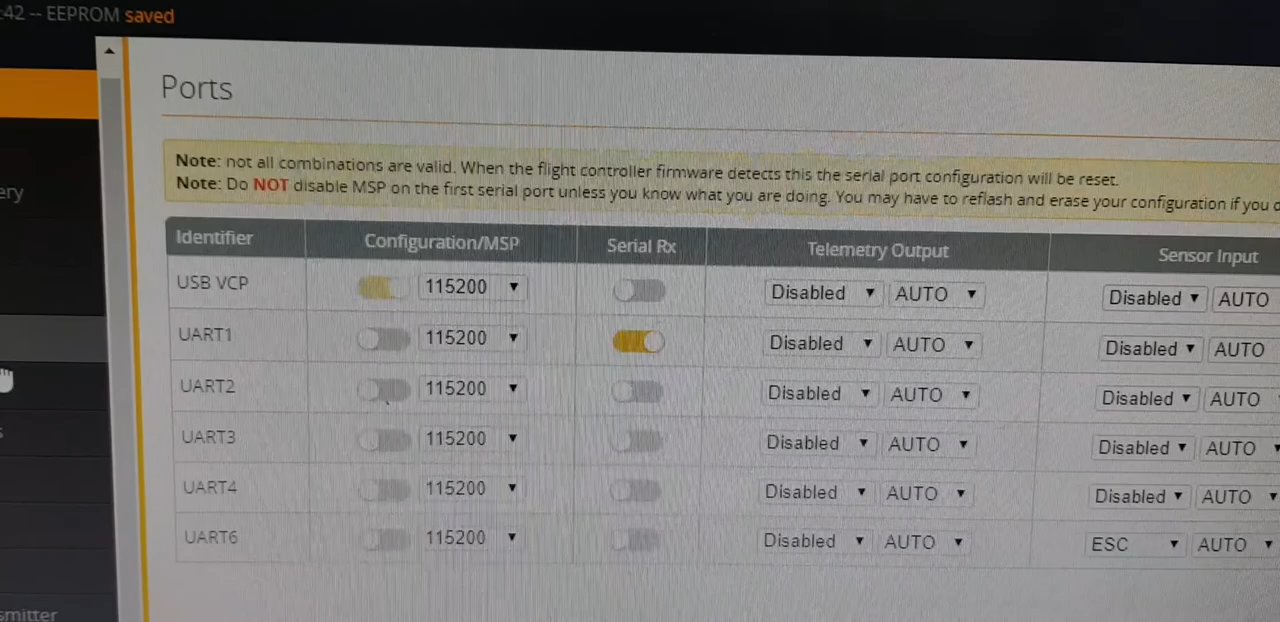 :42 -- EEPROM saved
Ports
Note: not all combinations are valid. When the flight controller firmware detects this the serial port configuration will be reset.
Note: Do NOT disable MSP on the first serial port unless you know what you are doing. You may have to reflash and erase your configuration if you
ery
Identifier Configuration/MSP Serial Rx Telemetry Output Sensor Input
USB VCP 115200 Disabled AUTO Disabled AUTO
UART1 115200 Disabled AUTO Disabled AUTO
UART2 115200 Disabled AUTO Disabled AUTO
UART3 115200 Disabled AUTO Disabled AUTO
s
UART4 115200 Disabled AUTO Disabled AUTO
UART6 115200 Disabled AUTO ESC AUTO
smitter